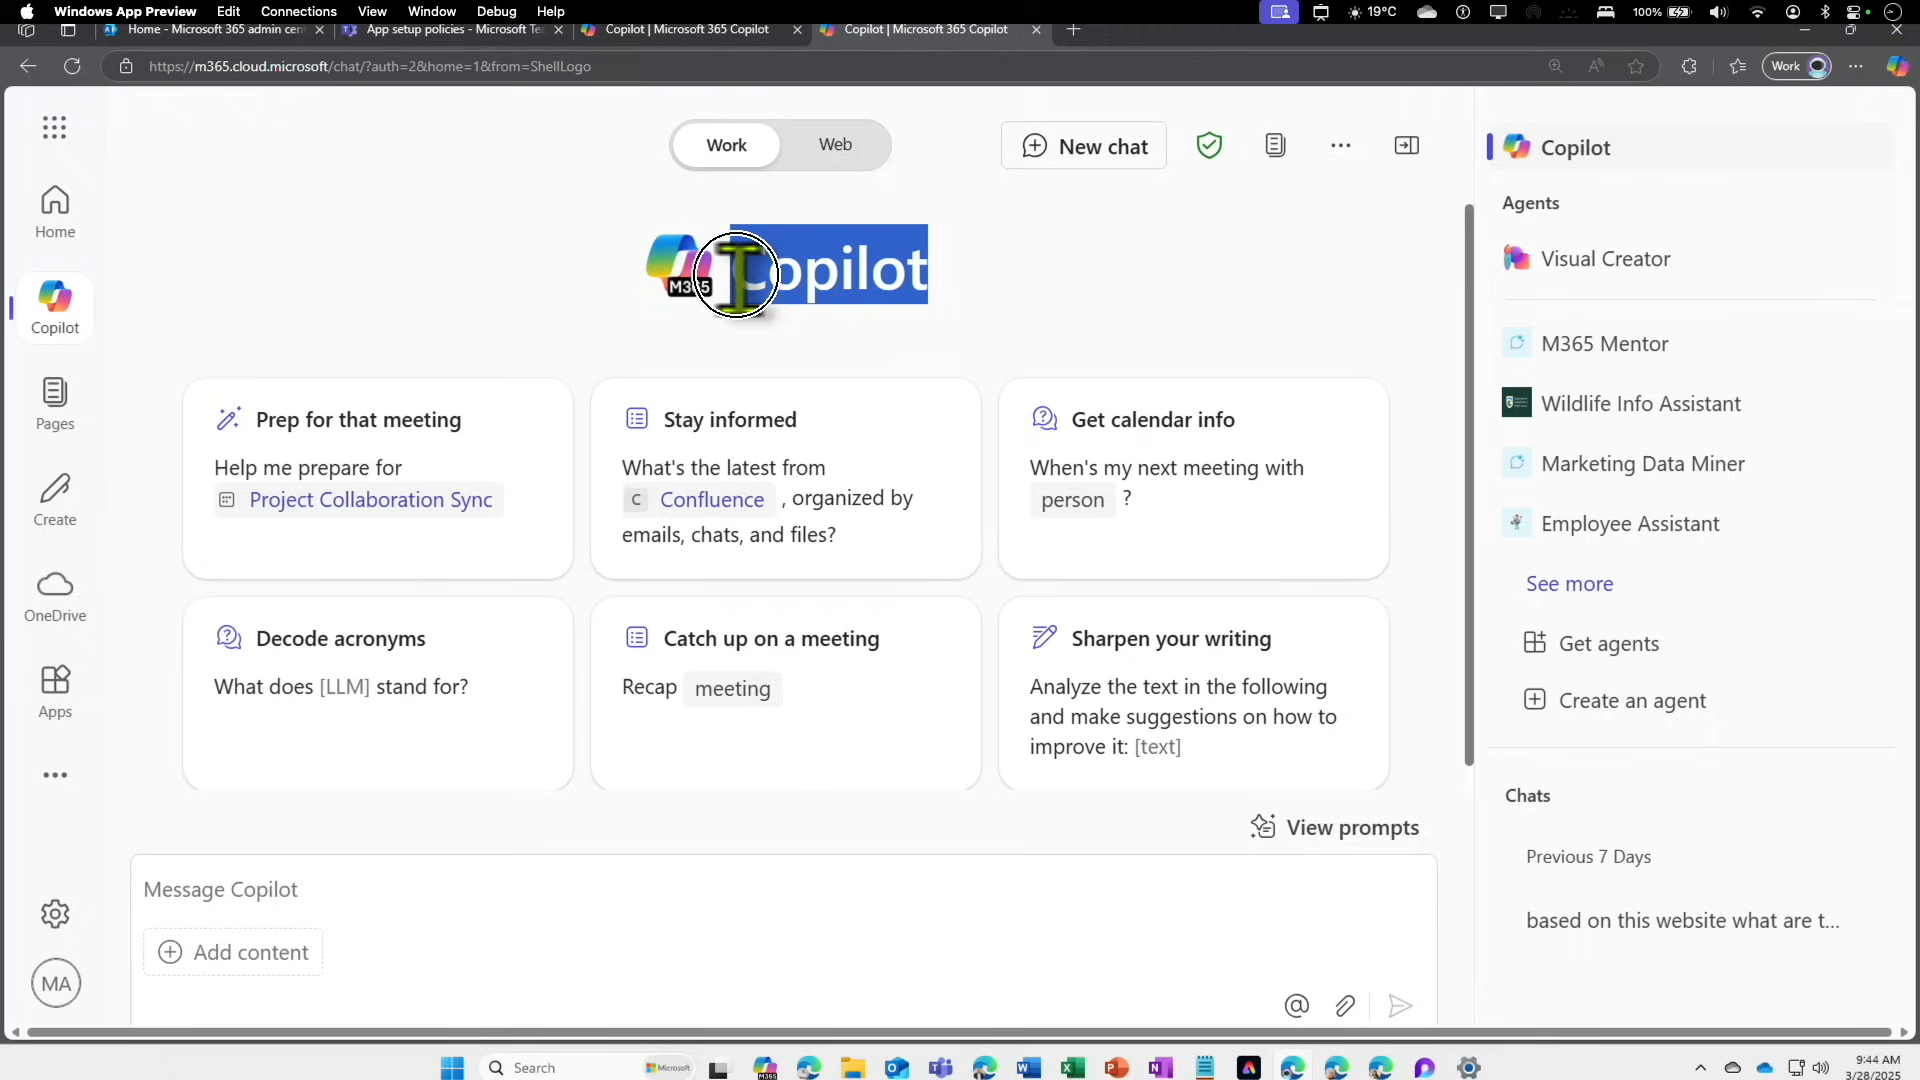 Windows App Preview Edit Connections View Window Debug Help 19°C 100%
Home - Microsoft 365 admin cen App setup policies - Microsoft Te Copilot | Microsoft 365 Copilot Copilot | Microsoft 365 Copilot
https://m365.cloud.microsoft/chat/?auth=2&home=1&from=ShellLogo Work
Home
Copilot
Pages
Create
OneDrive
Apps
MA
Work Web New chat
M365 Copilot
Prep for that meeting
Help me prepare for
Project Collaboration Sync
Stay informed
What's the latest from
C Confluence , organized by
emails, chats, and files?
Get calendar info
When's my next meeting with
person ?
Decode acronyms
What does [LLM] stand for?
Catch up on a meeting
Recap meeting
Sharpen your writing
Analyze the text in the following
and make suggestions on how to
improve it: [text]
View prompts
Message Copilot
Add content
Copilot
Agents
Visual Creator
M365 Mentor
Wildlife Info Assistant
Marketing Data Miner
Employee Assistant
See more
Get agents
Create an agent
Chats
Previous 7 Days
based on this website what are t...
Search Microsoft M365
9:44 AM
3/28/2025